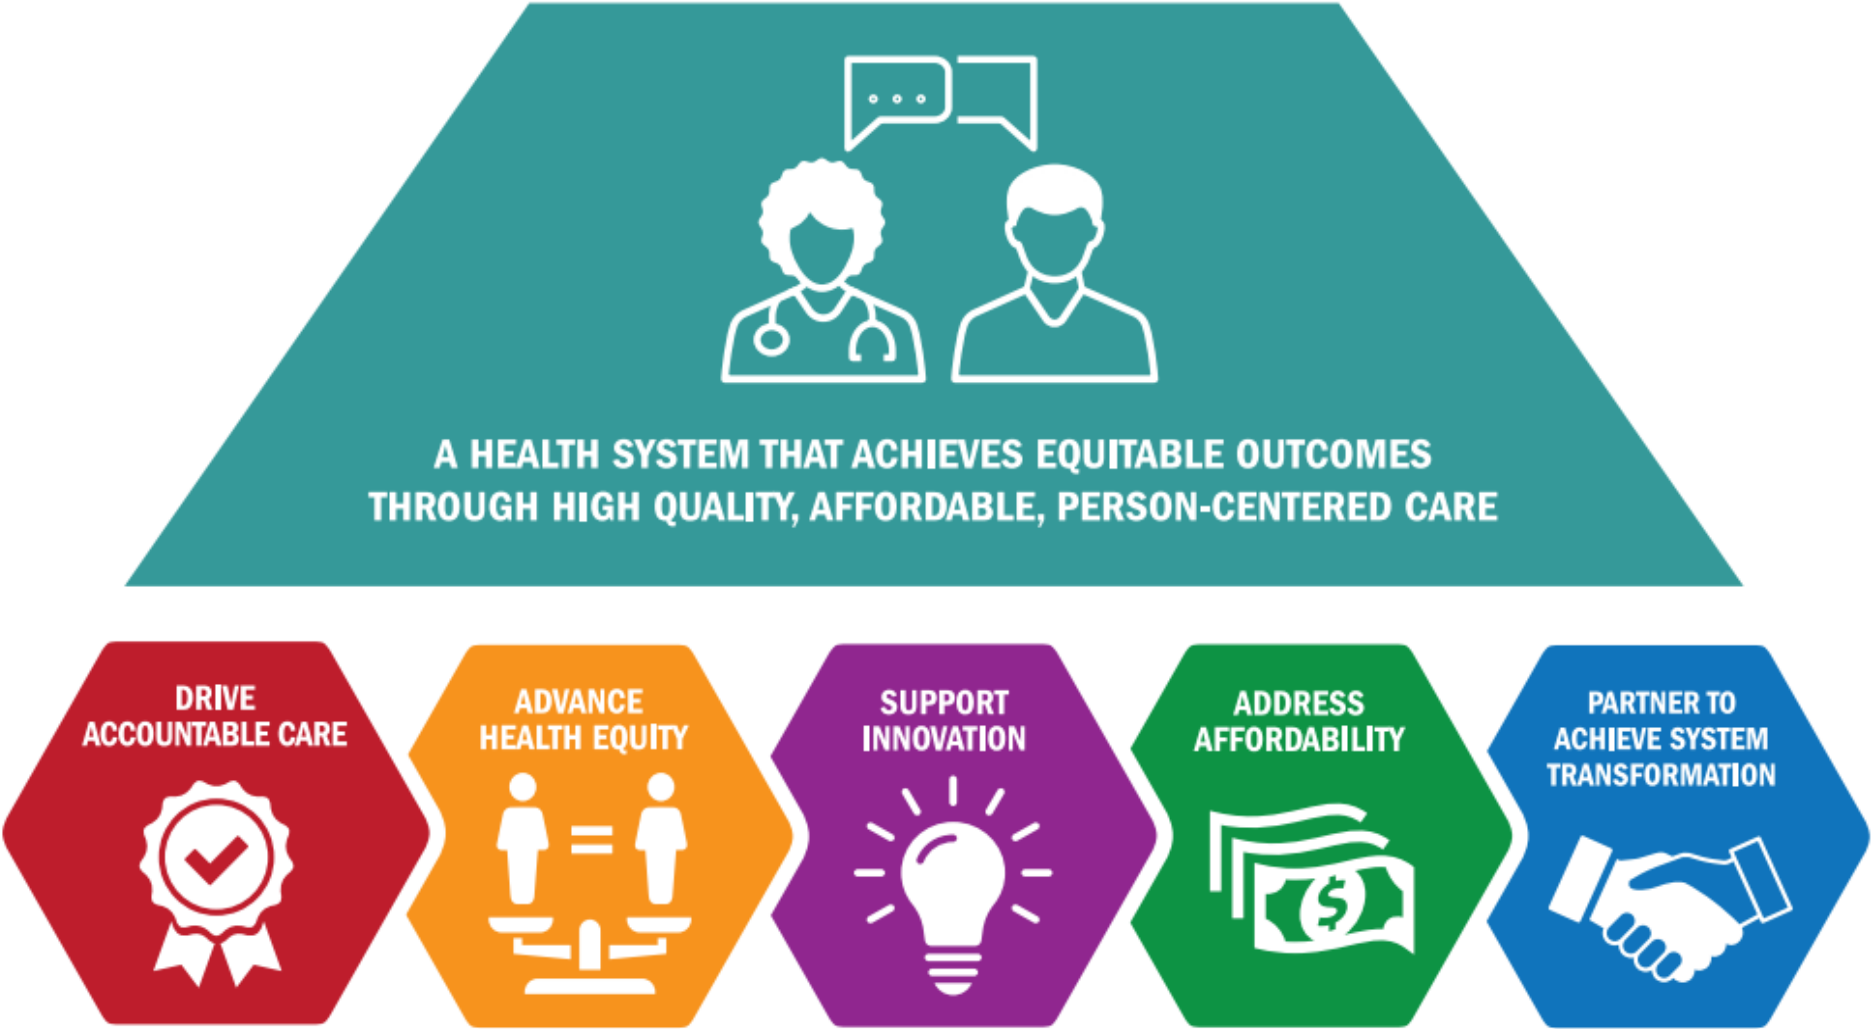 A HEALTH SYSTEM THAT ACHIEVES EQUITABLE OUTCOMES
THROUGH HIGH QUALITY, AFFORDABLE, PERSON-CENTERED CARE
DRIVE
ACCOUNTABLE CARE
ADVANCE
HEALTH EQUITY
=
SUPPORT
INNOVATION
ADDRESS
AFFORDABILITY
$
PARTNER TO
ACHIEVE SYSTEM
TRANSFORMATION